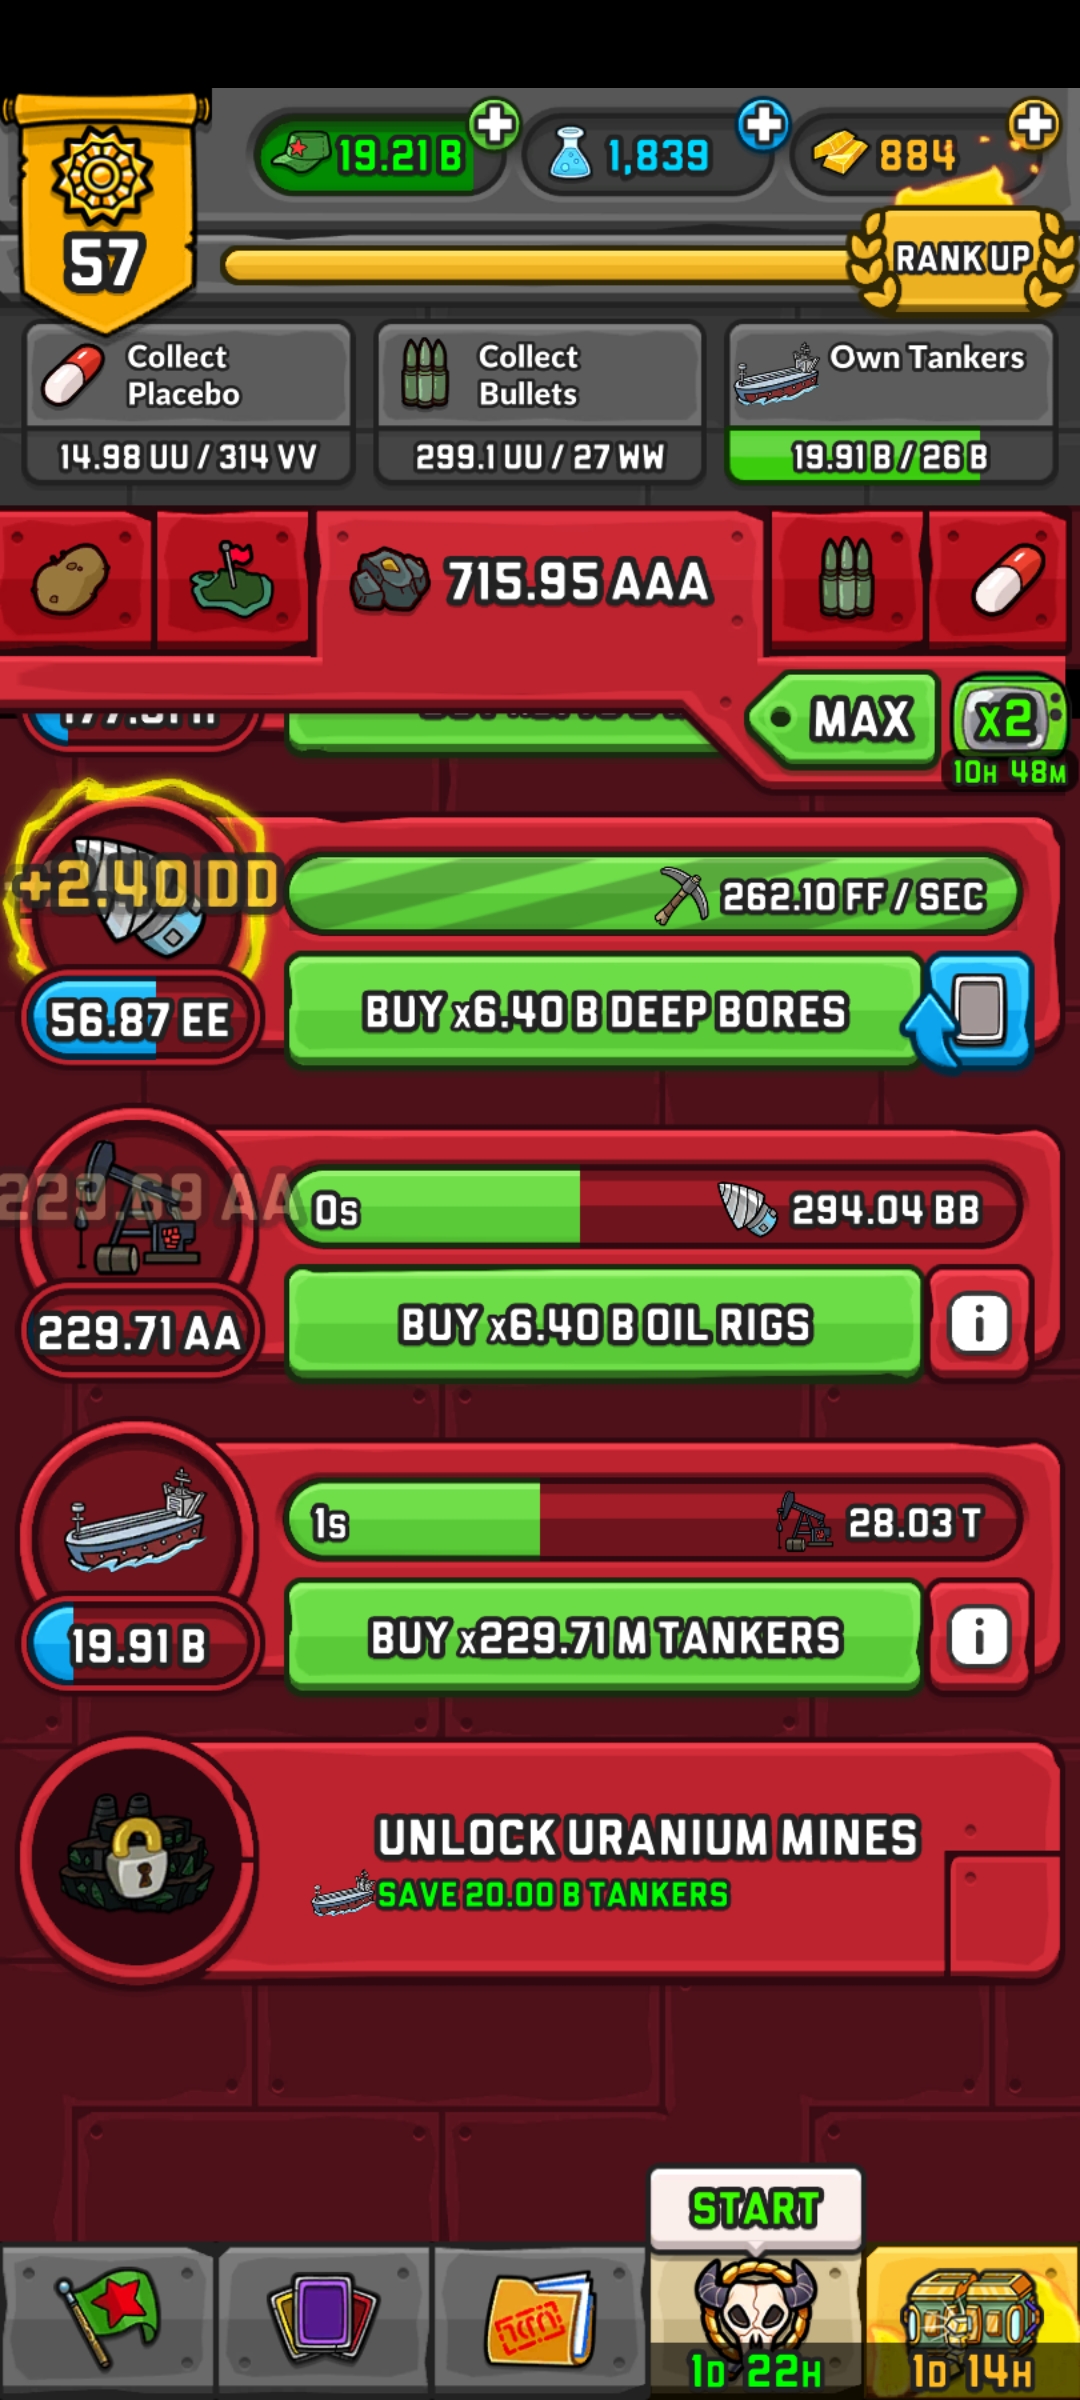 19.21 B
1,839
884
57
RANK UP
Collect
Placebo
14.98 UU / 314 VV
Collect
Bullets
299.1 UU / 27 WW
Own Tankers
19.91 B / 26 B
715.95 AAA
MAX
x2
10H 48M
+2.40 DD
262.10 FF / SEC
56.87 EE
BUY x6.40 B DEEP BORES
229.69 AA
0s
294.04 BB
229.71 AA
BUY x6.40 B OIL RIGS
1s
28.03 T
19.91 B
BUY x229.71 M TANKERS
UNLOCK URANIUM MINES
SAVE 20.00 B TANKERS
START
1D 22H
1D 14H